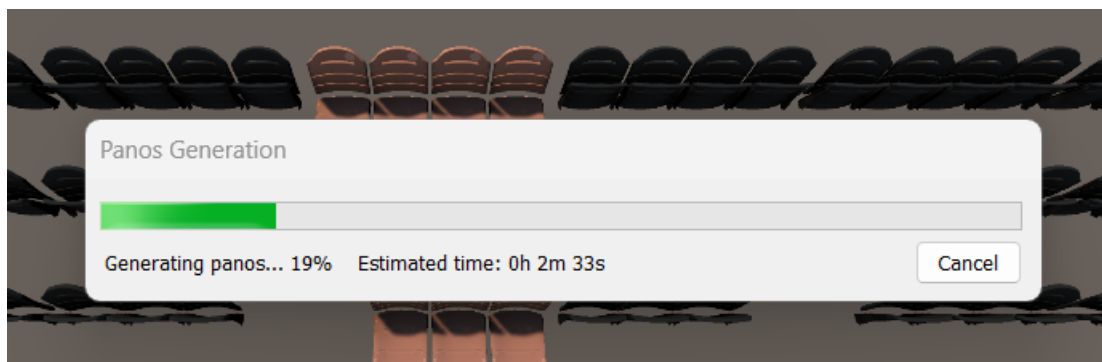 Panos Generation
Generating panos... 19% Estimated time: 0h 2m 33s
Cancel